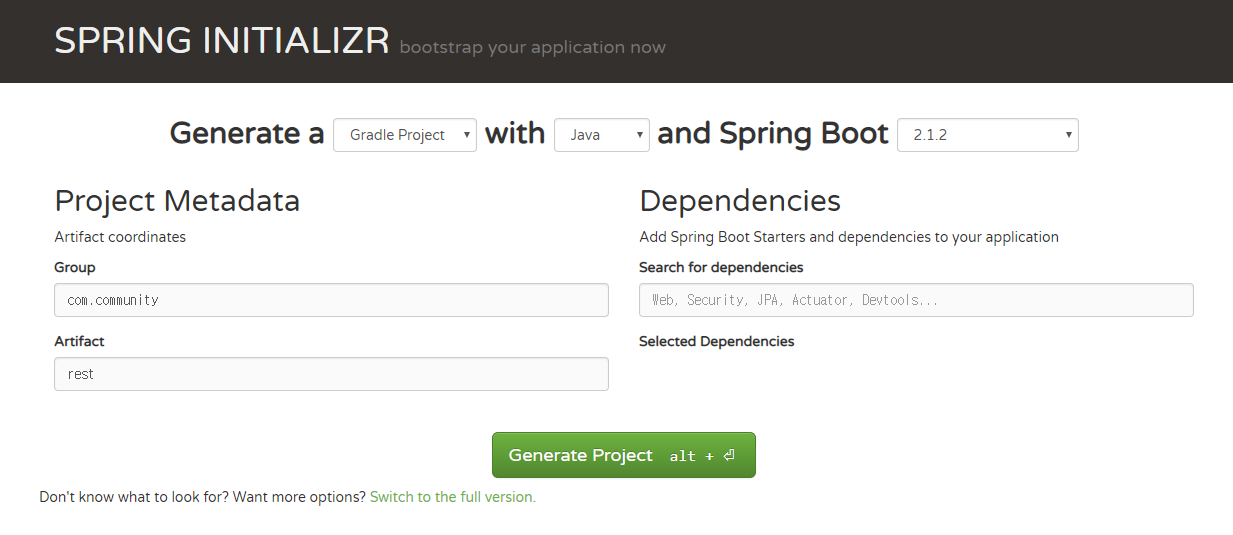 SPRING INITIALIZR bootstrap your application now
Generate a Gradle Project with Java and Spring Boot 2.1.2
Project Metadata
Artifact coordinates
Group
com.community
Artifact
rest
Dependencies
Add Spring Boot Starters and dependencies to your application
Search for dependencies
Web, Security, JPA, Actuator, Devtools...
Selected Dependencies
Generate Project alt + ⏎
Don't know what to look for? Want more options? Switch to the full version.